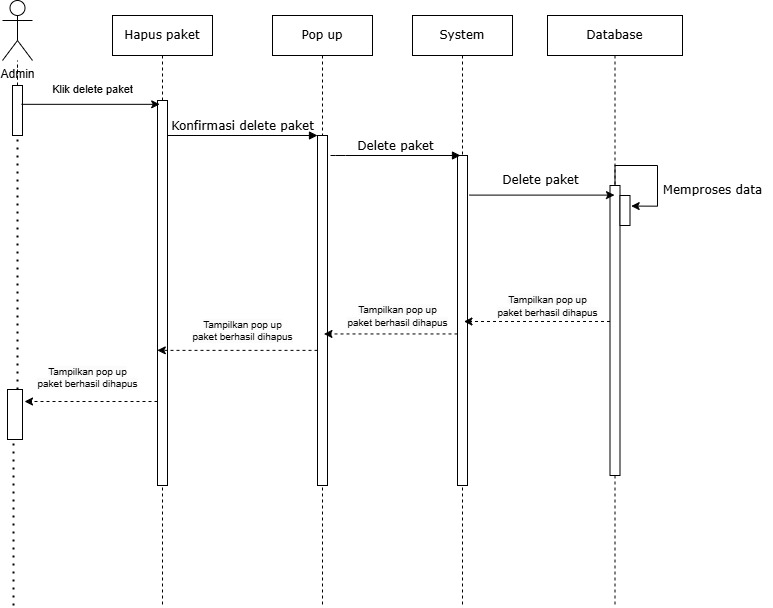 Hapus paket
Pop up
System
Database
Admin
Klik delete paket
Konfirmasi delete paket
Delete paket
Delete paket
Memproses data
Tampilkan pop up
paket berhasil dihapus
Tampilkan pop up
paket berhasil dihapus
Tampilkan pop up
paket berhasil dihapus
Tampilkan pop up
paket berhasil dihapus